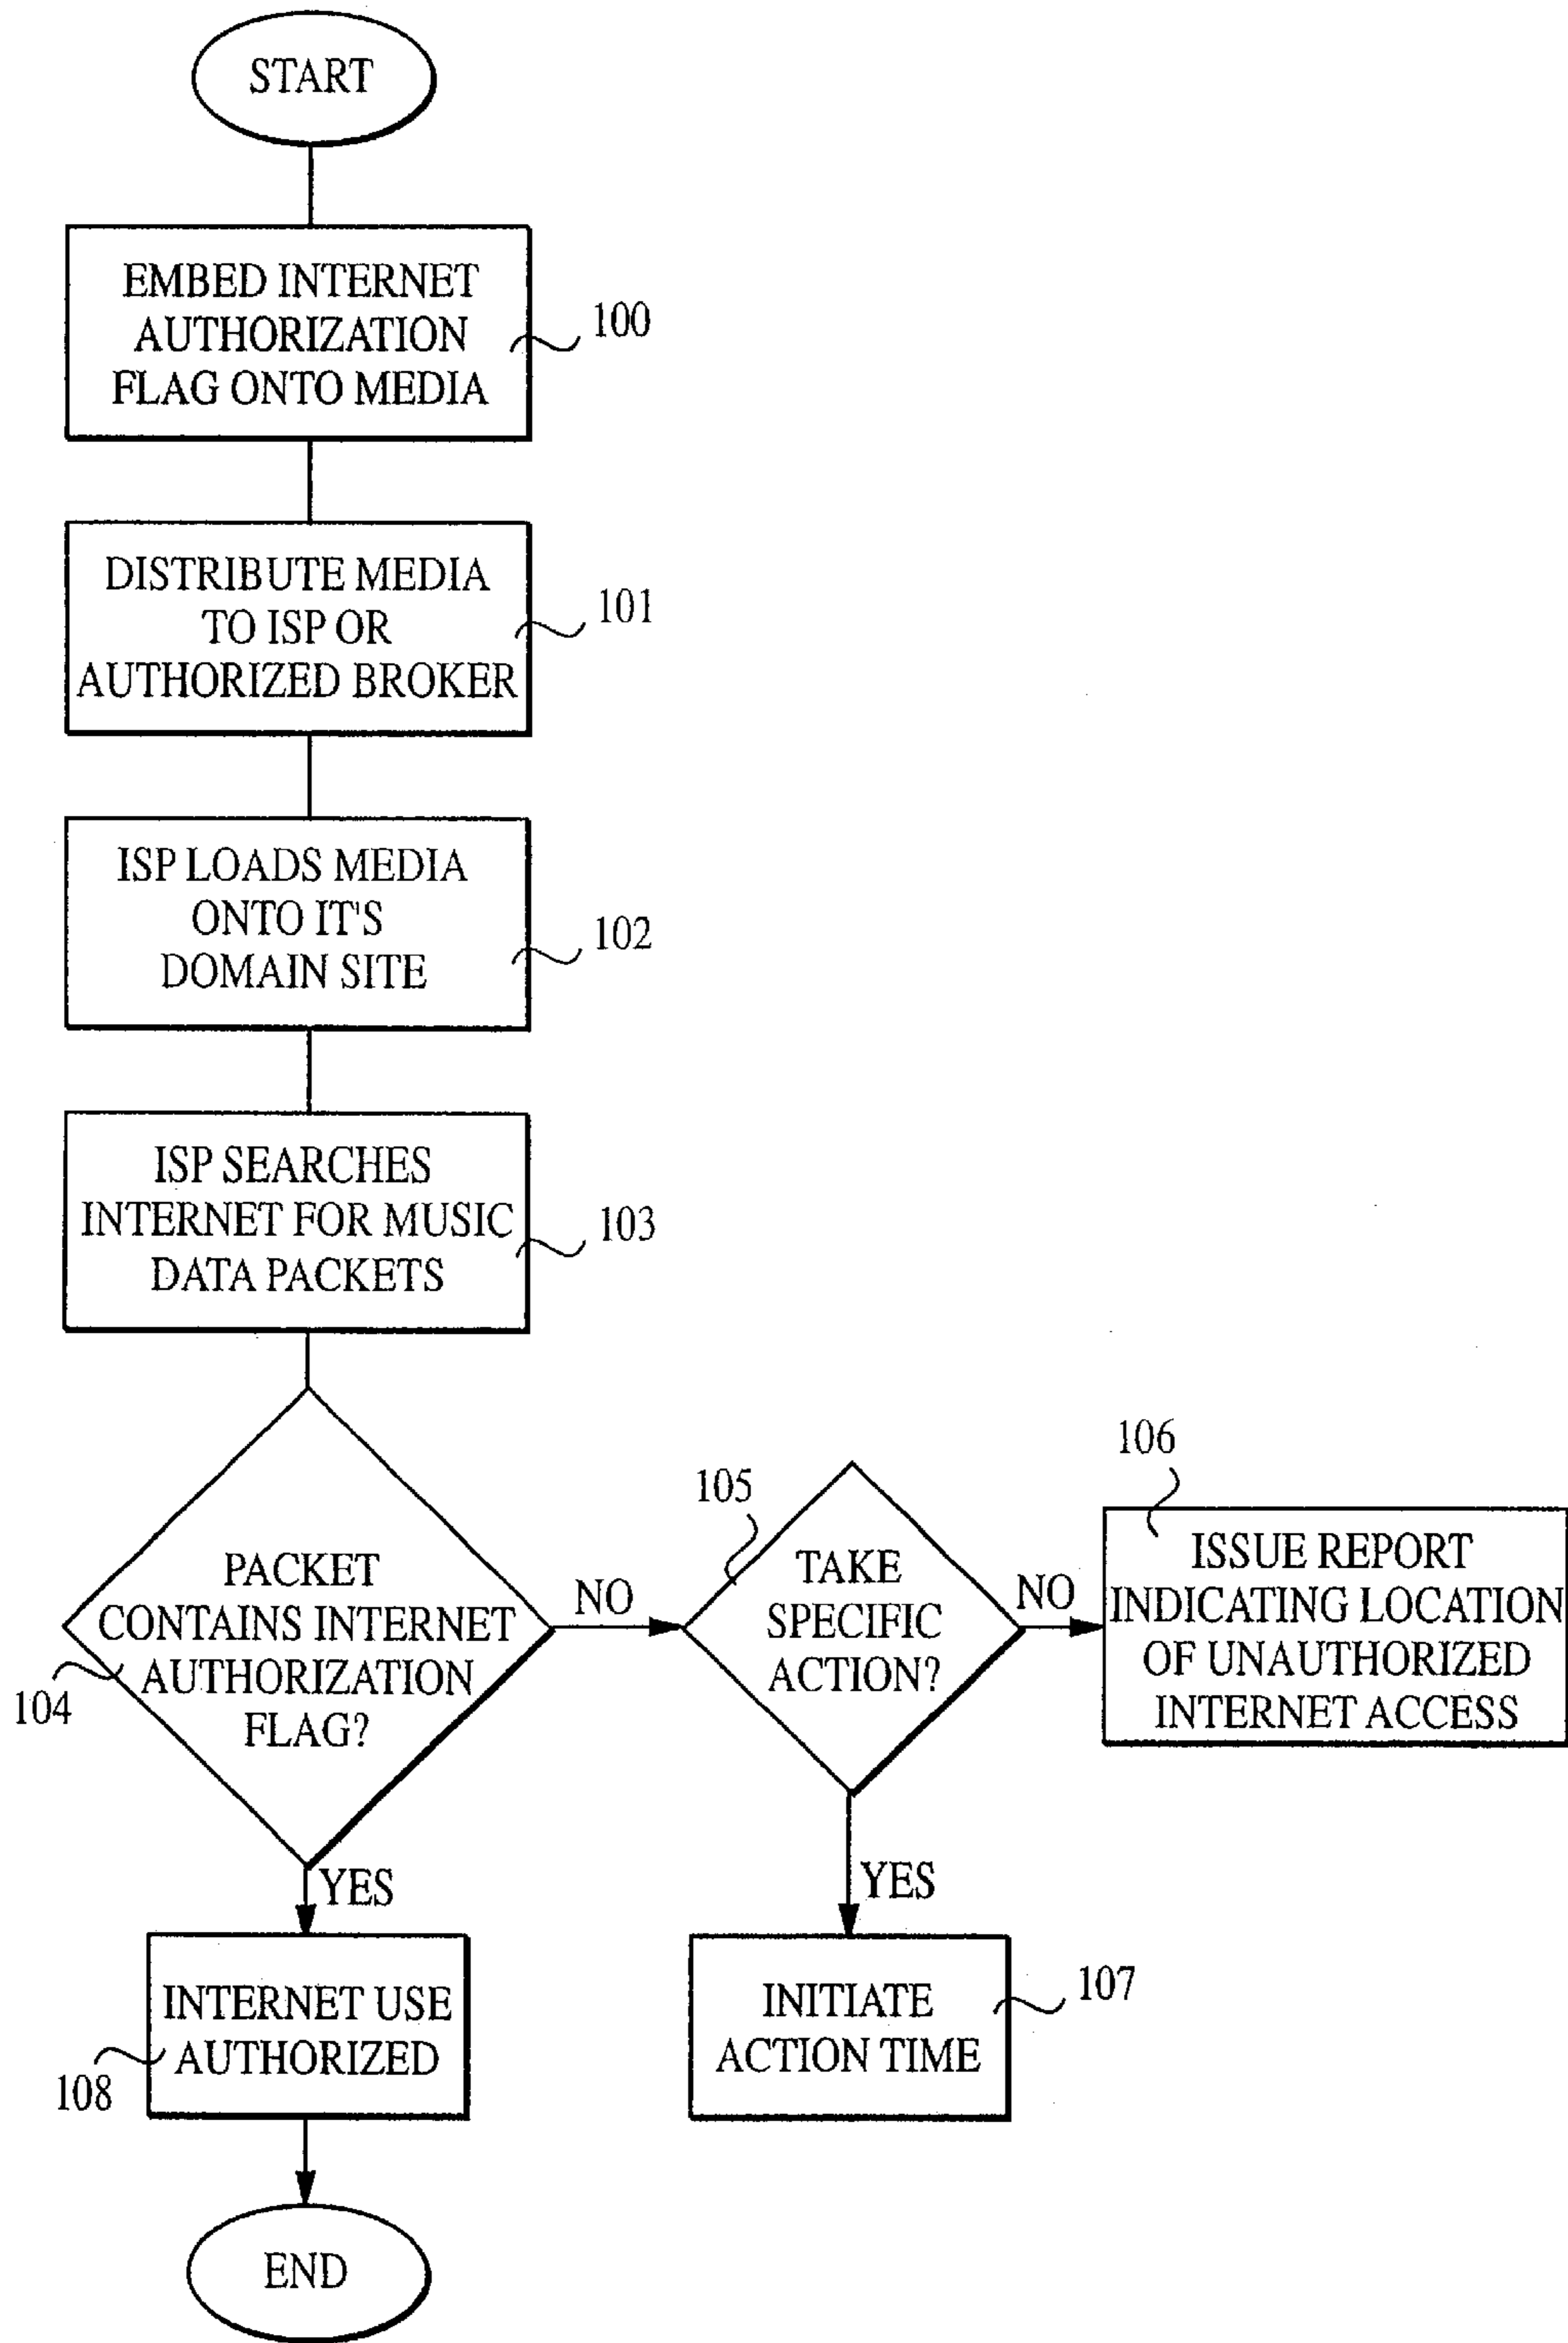 START
EMBED INTERNET
AUTHORIZATION
FLAG ONTO MEDIA
100
DISTRIBUTE MEDIA
TO ISP OR
AUTHORIZED BROKER
101
ISP LOADS MEDIA
ONTO IT'S
DOMAIN SITE
102
ISP SEARCHES
INTERNET FOR MUSIC
DATA PACKETS
103
PACKET
CONTAINS INTERNET
AUTHORIZATION
FLAG?
104
NO
105
TAKE
SPECIFIC
ACTION?
NO
106
ISSUE REPORT
INDICATING LOCATION
OF UNAUTHORIZED
INTERNET ACCESS
YES
YES
INTERNET USE
AUTHORIZED
108
INITIATE
ACTION TIME
107
END